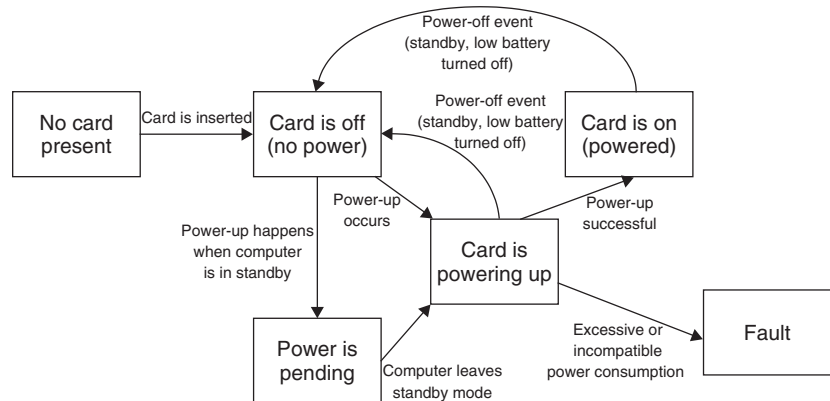 Power-off event
(standby, low battery
turned off)
No card
present
Card is inserted
Card is off
(no power)
Power-off event
(standby, low battery
turned off)
Card is on
(powered)
Power-up
occurs
Power-up
successful
Power-up happens
when computer
is in standby
Card is
powering up
Power is
pending
Computer leaves
standby mode
Excessive or
incompatible
power consumption
Fault